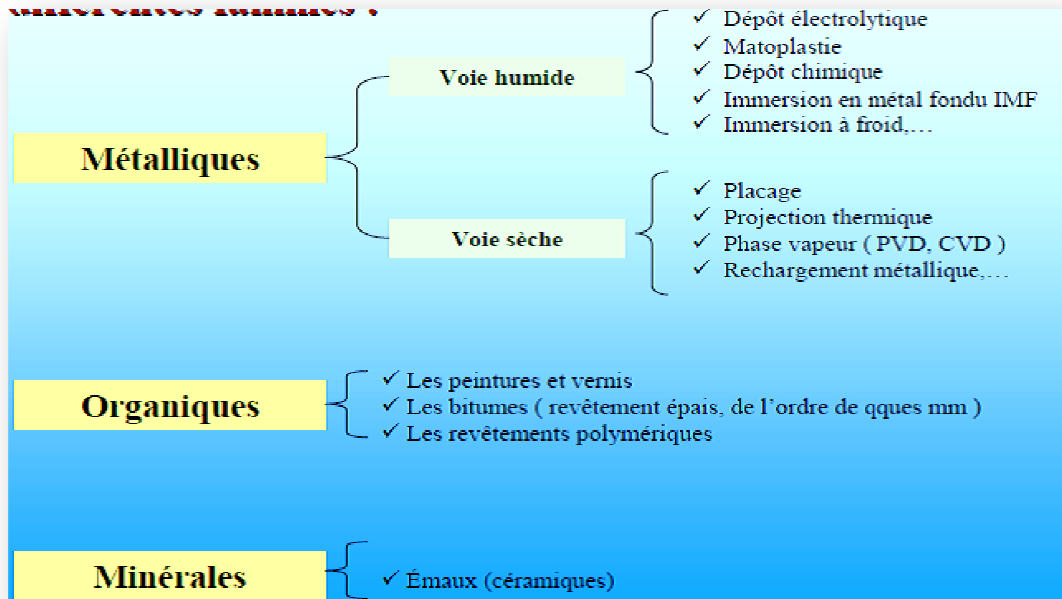 différentes familles :
Métalliques
Voie humide
✓ Dépôt électrolytique
✓ Matoplastie
✓ Dépôt chimique
✓ Immersion en métal fondu IMF
✓ Immersion à froid,…
Voie sèche
✓ Placage
✓ Projection thermique
✓ Phase vapeur ( PVD, CVD )
✓ Rechargement métallique,…
Organiques
✓ Les peintures et vernis
✓ Les bitumes ( revêtement épais, de l’ordre de qques mm )
✓ Les revêtements polymériques
Minérales
✓ Émaux (céramiques)